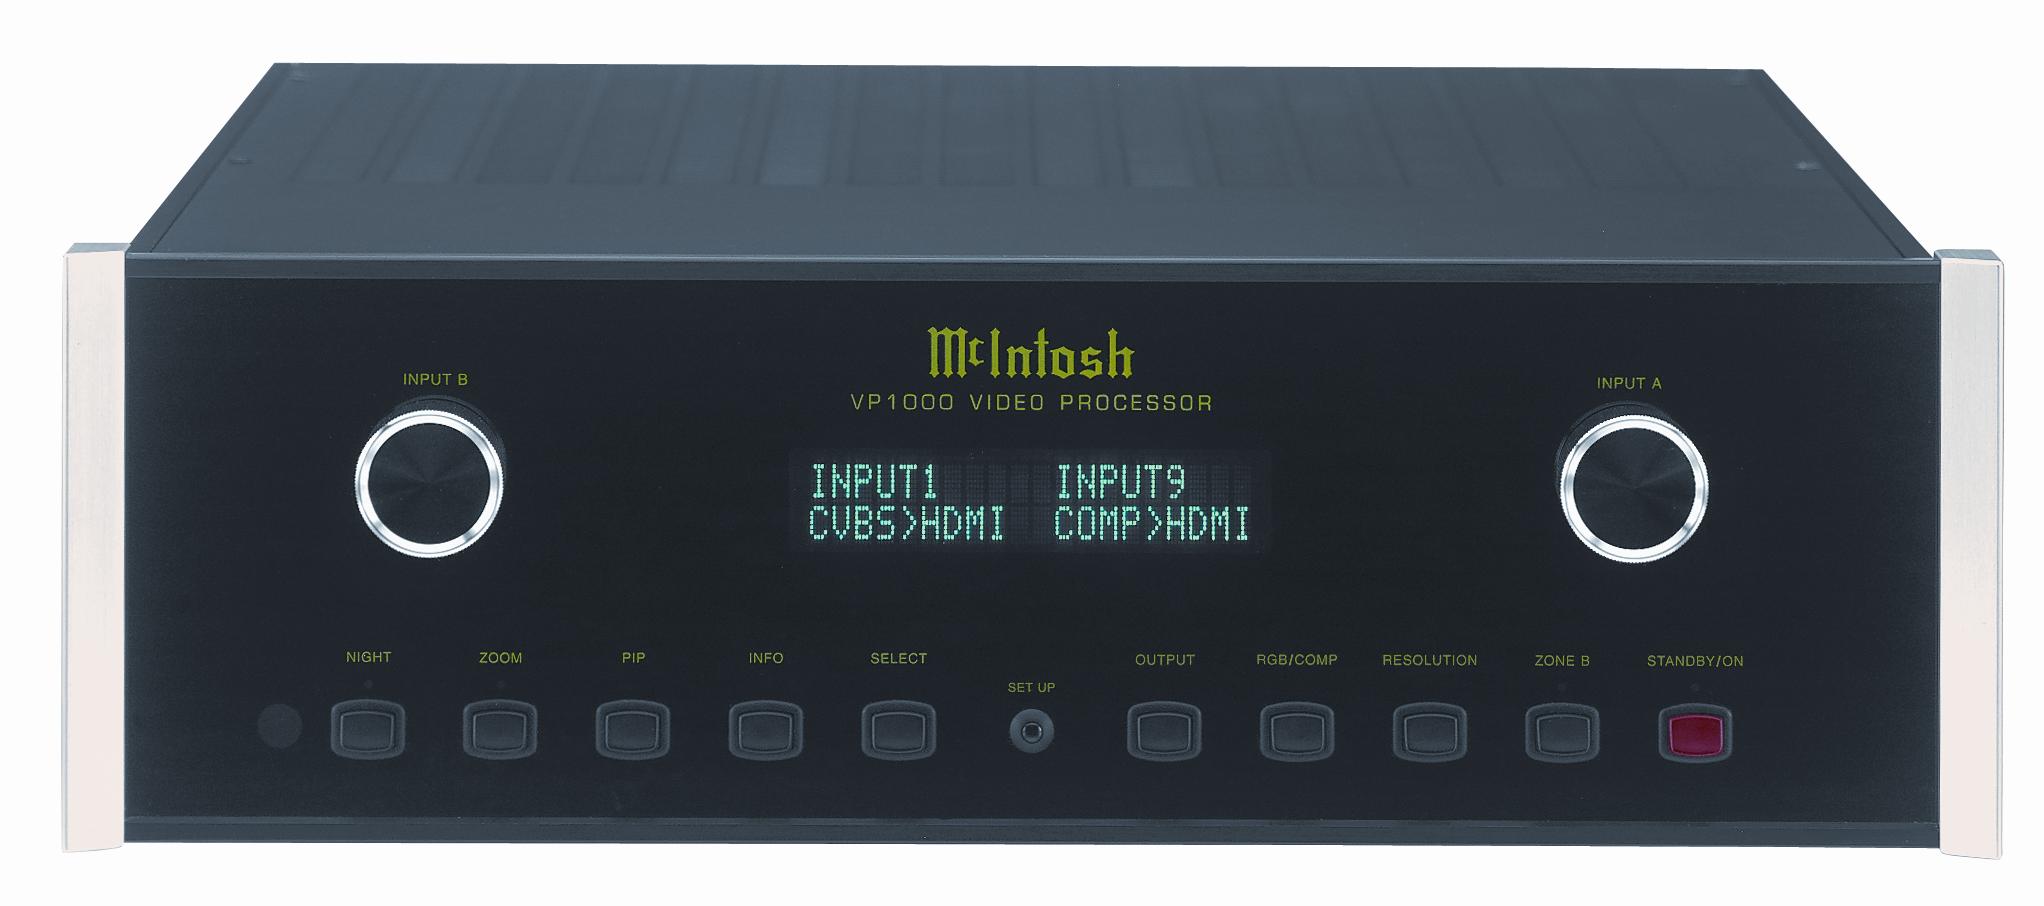 McIntosh
VP1000 VIDEO PROCESSOR
INPUT B
INPUT A
INPUT1 INPUT9
CVBS>HDMI COMP>HDMI
NIGHT ZOOM PIP INFO SELECT OUTPUT RGB/COMP RESOLUTION ZONE B STANDBY/ON
SET UP